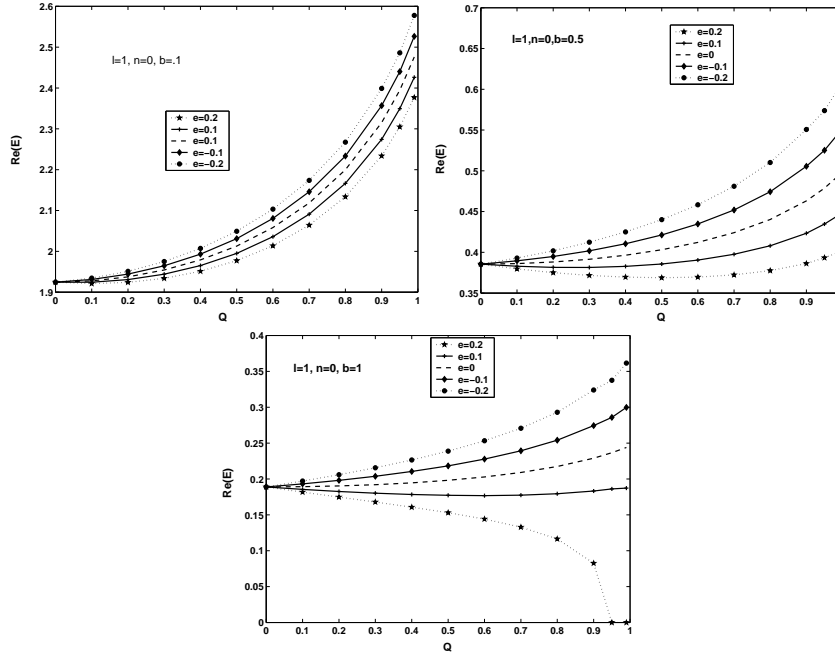 2.6
2.5
2.4
2.3
2.2
2.1
2
1.9
Re(E)
l=1, n=0, b=.1
e=0.2
e=0.1
e=0.1
e=−0.1
e=−0.2
0 0.1 0.2 0.3 0.4 0.5 0.6 0.7 0.8 0.9 1
Q
0.7
0.65
0.6
0.55
0.5
0.45
0.4
0.35
Re(E)
l=1,n=0,b=0.5
e=0.2
e=0.1
e=0
e=−0.1
e=−0.2
0 0.1 0.2 0.3 0.4 0.5 0.6 0.7 0.8 0.9
Q
0.4
0.35
0.3
0.25
0.2
0.15
0.1
0.05
0
Re(E)
l=1, n=0, b=1
e=0.2
e=0.1
e=0
e=−0.1
e=−0.2
0 0.1 0.2 0.3 0.4 0.5 0.6 0.7 0.8 0.9 1
Q